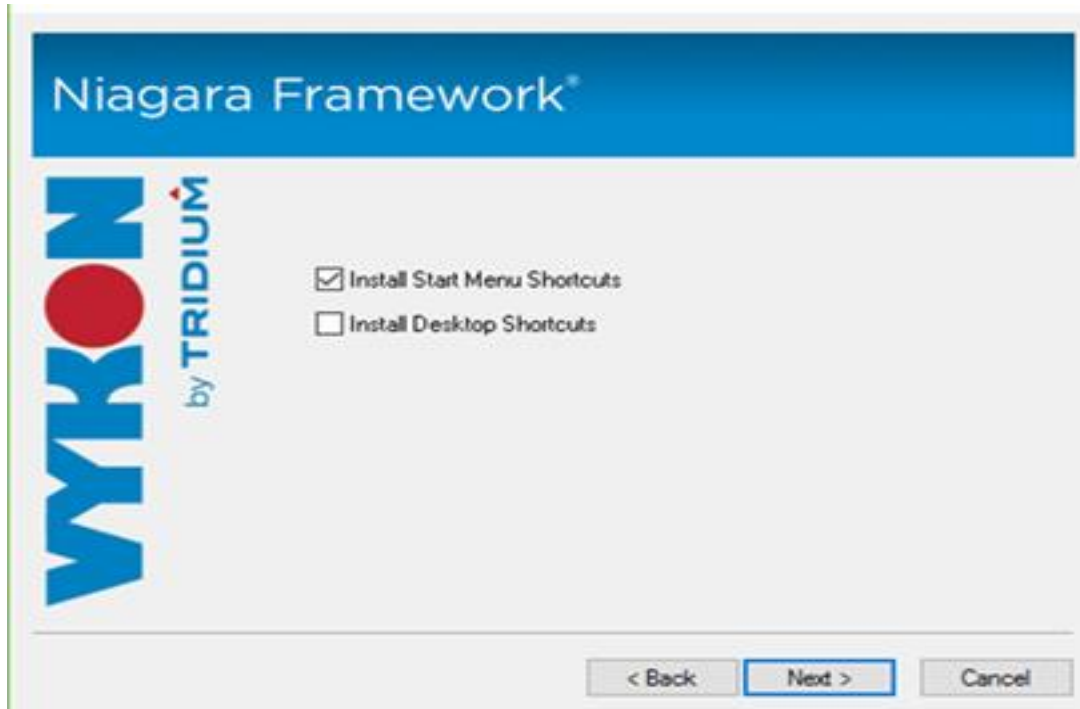 Niagara Framework®
VYKON
by TRIDIUM
Install Start Menu Shortcuts
Install Desktop Shortcuts
< Back
Next >
Cancel